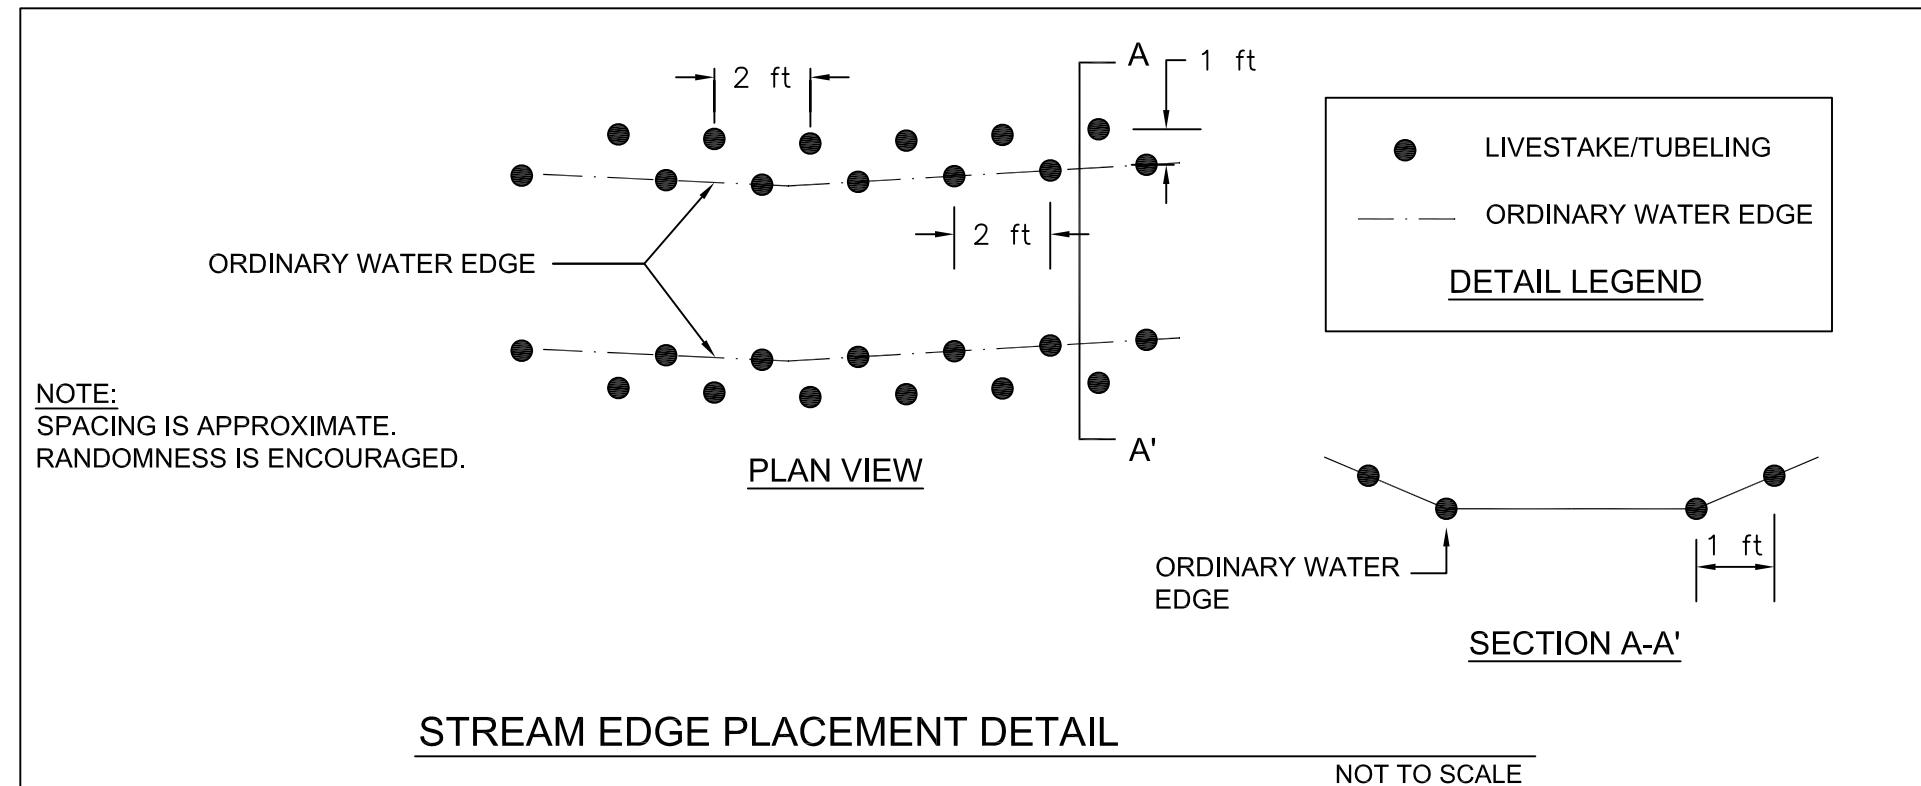 2 ft
A
1 ft
LIVESTAKE/TUBELING
ORDINARY WATER EDGE
DETAIL LEGEND
ORDINARY WATER EDGE
2 ft
NOTE:
SPACING IS APPROXIMATE.
RANDOMNESS IS ENCOURAGED.
A'
PLAN VIEW
ORDINARY WATER
EDGE
1 ft
SECTION A-A'
STREAM EDGE PLACEMENT DETAIL
NOT TO SCALE